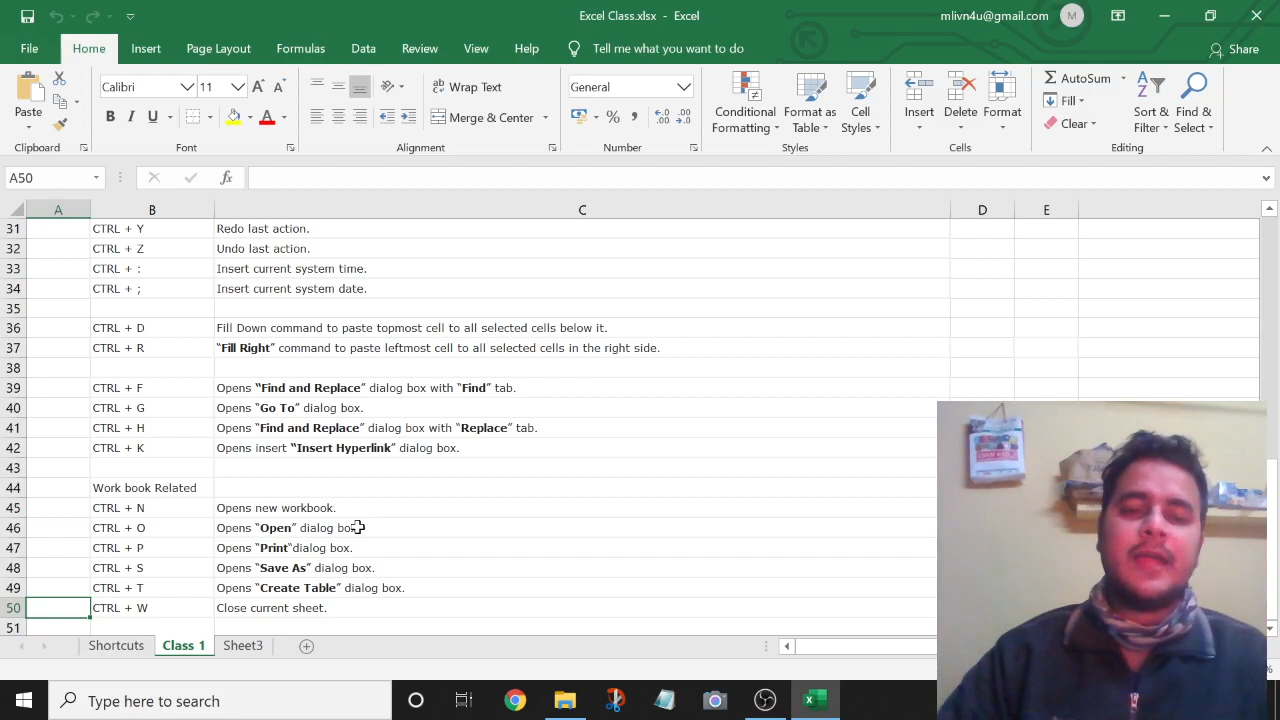 Excel Class.xlsx - Excel
mlivn4u@gmail.com
M
File
Home
Insert
Page Layout
Formulas
Data
Review
View
Help
Tell me what you want to do
Share
Paste
Calibri
11
Wrap Text
Merge & Center
General
Conditional
Formatting
Format as
Table
Cell
Styles
Insert
Delete
Format
AutoSum
Fill
Clear
Sort &
Filter
Find &
Select
Clipboard
Font
Alignment
Number
Styles
Cells
Editing
A50
fx
A B C D E
31 CTRL + Y Redo last action.
32 CTRL + Z Undo last action.
33 CTRL + : Insert current system time.
34 CTRL + ; Insert current system date.
35
36 CTRL + D Fill Down command to paste topmost cell to all selected cells below it.
37 CTRL + R “Fill Right” command to paste leftmost cell to all selected cells in the right side.
38
39 CTRL + F Opens “Find and Replace” dialog box with “Find” tab.
40 CTRL + G Opens “Go To” dialog box.
41 CTRL + H Opens “Find and Replace” dialog box with “Replace” tab.
42 CTRL + K Opens insert “Insert Hyperlink” dialog box.
43
44 Work book Related
45 CTRL + N Opens new workbook.
46 CTRL + O Opens “Open” dialog
47 CTRL + P Opens “Print“dialog box.
48 CTRL + S Opens “Save As” dialog box.
49 CTRL + T Opens “Create Table” dialog box.
50 CTRL + W Close current sheet.
51
Shortcuts
Class 1
Sheet3
%
Type here to search